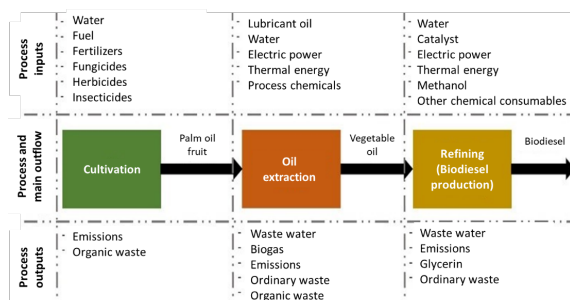 Process
inputs
- Water
- Fuel
- Fertilizers
- Fungicides
- Herbicides
- Insecticides
- Lubricant oil
- Water
- Electric power
- Thermal energy
- Process chemicals
- Water
- Catalyst
- Electric power
- Thermal energy
- Methanol
- Other chemical consumables
Process and
main outflow
Cultivation
Palm oil
fruit
Oil
extraction
Vegetable
oil
Refining
(Biodiesel
production)
Biodiesel
Process
outputs
- Emissions
- Organic waste
- Waste water
- Biogas
- Emissions
- Ordinary waste
- Organic waste
- Waste water
- Emissions
- Glycerin
- Ordinary waste